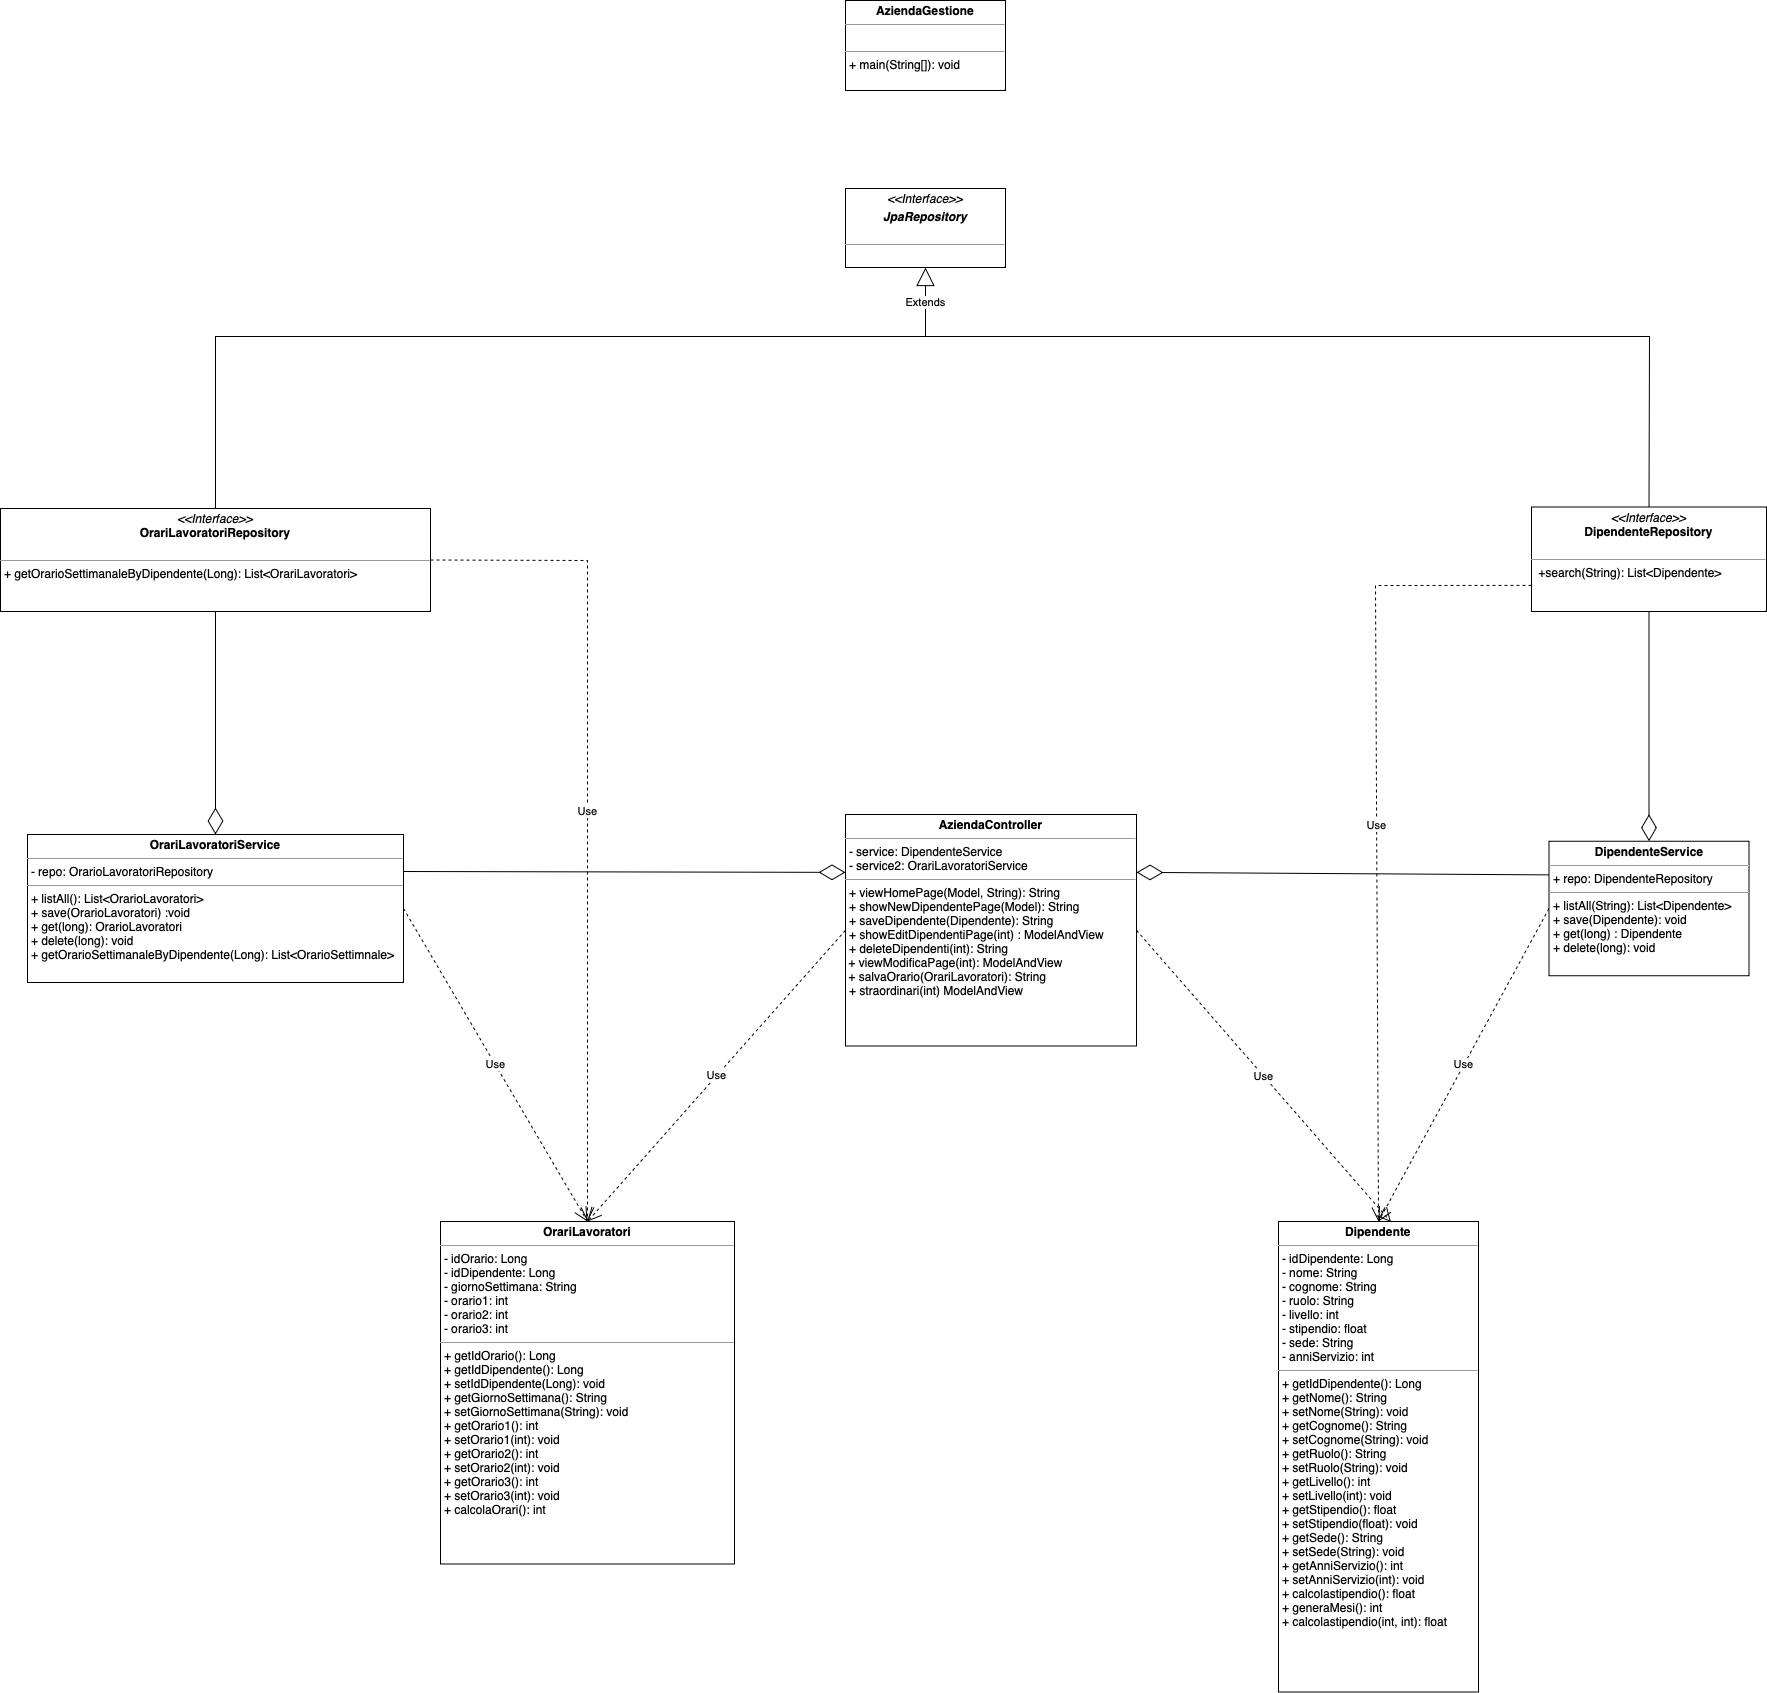 AziendaGestione
+ main(String[]): void
<<Interface>>
JpaRepository
Extends
<<Interface>>
OrariLavoratoriRepository
+ getOrarioSettimanaleByDipendente(Long): List<OrariLavoratori>
<<Interface>>
DipendenteRepository
+search(String): List<Dipendente>
Use
Use
OrariLavoratoriService
- repo: OrarioLavoratoriRepository
+ listAll(): List<OrarioLavoratori>
+ save(OrarioLavoratori) :void
+ get(long): OrarioLavoratori
+ delete(long): void
+ getOrarioSettimanaleByDipendente(Long): List<OrarioSettimnale>
AziendaController
- service: DipendenteService
- service2: OrariLavoratoriService
+ viewHomePage(Model, String): String
+ showNewDipendentePage(Model): String
+ saveDipendente(Dipendente): String
+ showEditDipendentiPage(int) : ModelAndView
+ deleteDipendenti(int): String
+ viewModificaPage(int): ModelAndView
+ salvaOrario(OrariLavoratori): String
+ straordinari(int) ModelAndView
DipendenteService
+ repo: DipendenteRepository
+ listAll(String): List<Dipendente>
+ save(Dipendente): void
+ get(long) : Dipendente
+ delete(long): void
Use
Use
Use
Use
OrariLavoratori
- idOrario: Long
- idDipendente: Long
- giornoSettimana: String
- orario1: int
- orario2: int
- orario3: int
+ getIdOrario(): Long
+ getIdDipendente(): Long
+ setIdDipendente(Long): void
+ getGiornoSettimana(): String
+ setGiornoSettimana(String): void
+ getOrario1(): int
+ setOrario1(int): void
+ getOrario2(): int
+ setOrario2(int): void
+ getOrario3(): int
+ setOrario3(int): void
+ calcolaOrari(): int
Dipendente
- idDipendente: Long
- nome: String
- cognome: String
- ruolo: String
- livello: int
- stipendio: float
- sede: String
- anniServizio: int
+ getIdDipendente(): Long
+ getNome(): String
+ setNome(String): void
+ getCognome(): String
+ setCognome(String): void
+ getRuolo(): String
+ setRuolo(String): void
+ getLivello(): int
+ setLivello(int): void
+ getStipendio(): float
+ setStipendio(float): void
+ getSede(): String
+ setSede(String): void
+ getAnniServizio(): int
+ setAnniServizio(int): void
+ calcolastipendio(): float
+ generaMesi(): int
+ calcolastipendio(int, int): float